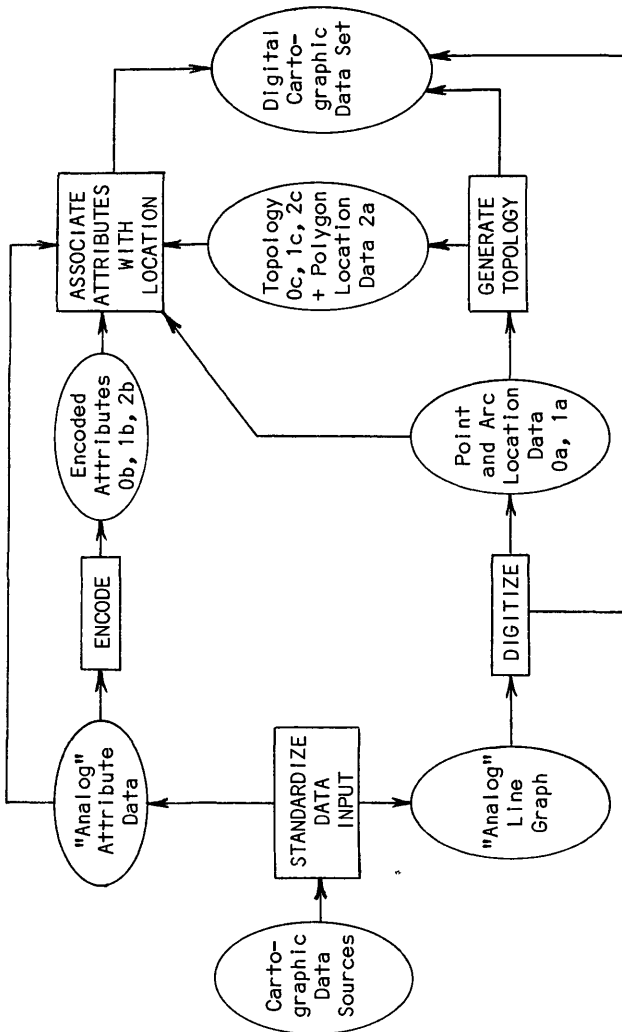 Carto-
graphic
Data
Sources
STANDARDIZE
DATA
INPUT
"Analog"
Attribute
Data
ENCODE
Encoded
Attributes
0b, 1b, 2b
ASSOCIATE
ATTRIBUTES
WITH
LOCATION
"Analog"
Line
Graph
DIGITIZE
Point
and Arc
Location
Data
0a, 1a
GENERATE
TOPOLOGY
Topology
0c, 1c, 2c
+ Polygon
Location
Data 2a
Digital
Carto-
graphic
Data Set